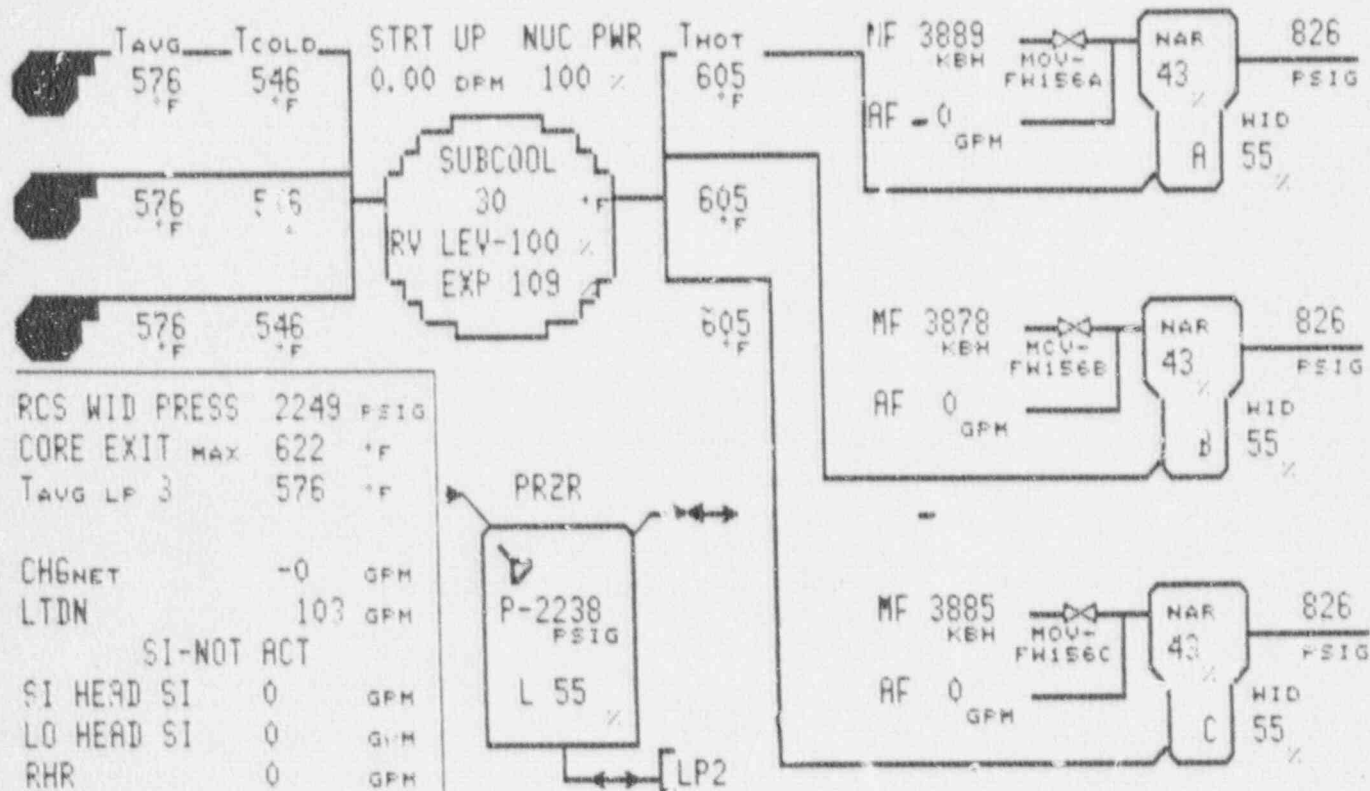 TAVG TCOLD STRT UP NUC PWR THOT
576 546 0.00 DPM 100 % 605
°F °F °F
SUBCOOL
30 °F
RV LEV-100 %
EXP 109 %
576
°F
605
°F
576 546
°F °F
605
°F
MF 3889
KBH
MOV-
FW156A
AF - 0
GPM
NAR
43 %
A
826
PSIG
WID
55 %
MF 3878
KBH
MOV-
FW156B
AF 0
GPM
NAR
43 %
B
826
PSIG
WID
55 %
MF 3885
KBH
MOV-
FW156C
AF 0
GPM
NAR
43 %
C
826
PSIG
WID
55 %
RCS WID PRESS 2249 PSIG
CORE EXIT MAX 622 °F
TAVG LP 3 576 °F
CHGNET -0 GPM
LTDN 103 GPM
SI-NOT ACT
SI HEAD SI 0 GPM
LO HEAD SI 0 GPM
RHR 0 GPM
PRZR
P-2238
PSIG
L 55 %
LP2